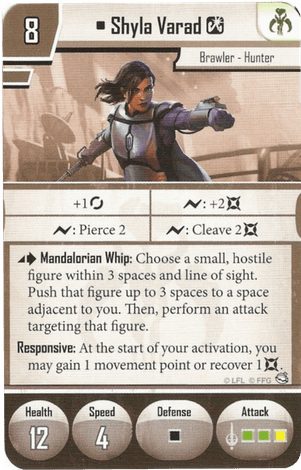 8
Shyla Varad
Brawler - Hunter
+1
: +2
: Pierce 2
: Cleave 2
Mandalorian Whip: Choose a small, hostile
figure within 3 spaces and line of sight.
Push that figure up to 3 spaces to a space
adjacent to you. Then, perform an attack
targeting that figure.
Responsive: At the start of your activation, you
may gain 1 movement point or recover 1 .
© LFL © FFG
Health
Speed
Defense
Attack
12
4